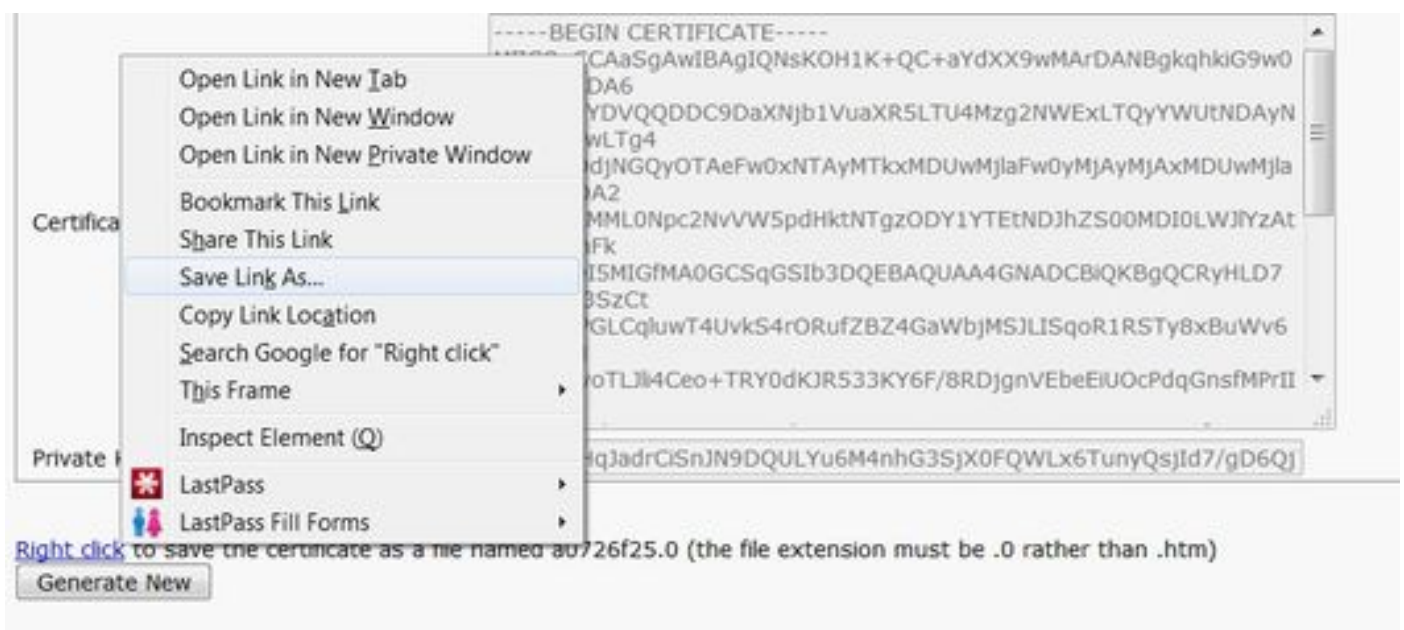 -----BEGIN CERTIFICATE-----
CAaSgAwIBAgIQNsKOH1K+QC+aYdXX9wMArDANBgkqhkiG9w0
DA6
YDVQQDDC9DaXNjb1VuaXR5LTU4Mzg2NWExLTQyYWUtNDAyN
wLTg4
djNGQyOTAeFw0xNTAyMTkxMDUwMjlaFw0yMjAyMjAxMDUwMjla
A2
MML0Npc2NvVW5pdHktNTgzODY1YTEtNDJhZS00MDI0LWJlYzAt
Fk
I5MIGfMA0GCSqGSIb3DQEBAQUAA4GNADCBiQKBgQCRyHLD7
3SzCt
GLCqluwT4UvkS4rORufZBZ4GaWbjMSJLISqoR1RSTy8xBuWv6
oTLJli4Ceo+TRY0dKJR533KY6F/8RDjgnVEbeEiUOcPdqGnsfMPrII
Certifica
Open Link in New Tab
Open Link in New Window
Open Link in New Private Window
Bookmark This Link
Share This Link
Save Link As...
Copy Link Location
Search Google for "Right click"
This Frame
Inspect Element (Q)
LastPass
LastPass Fill Forms
Private
HqJadrCiSnJN9DQULYu6M4nhG3SjX0FQWLx6TunyQsjId7/gD6Qj
Right click to save the certificate as a file named a0726f25.0 (the file extension must be .0 rather than .htm)
Generate New